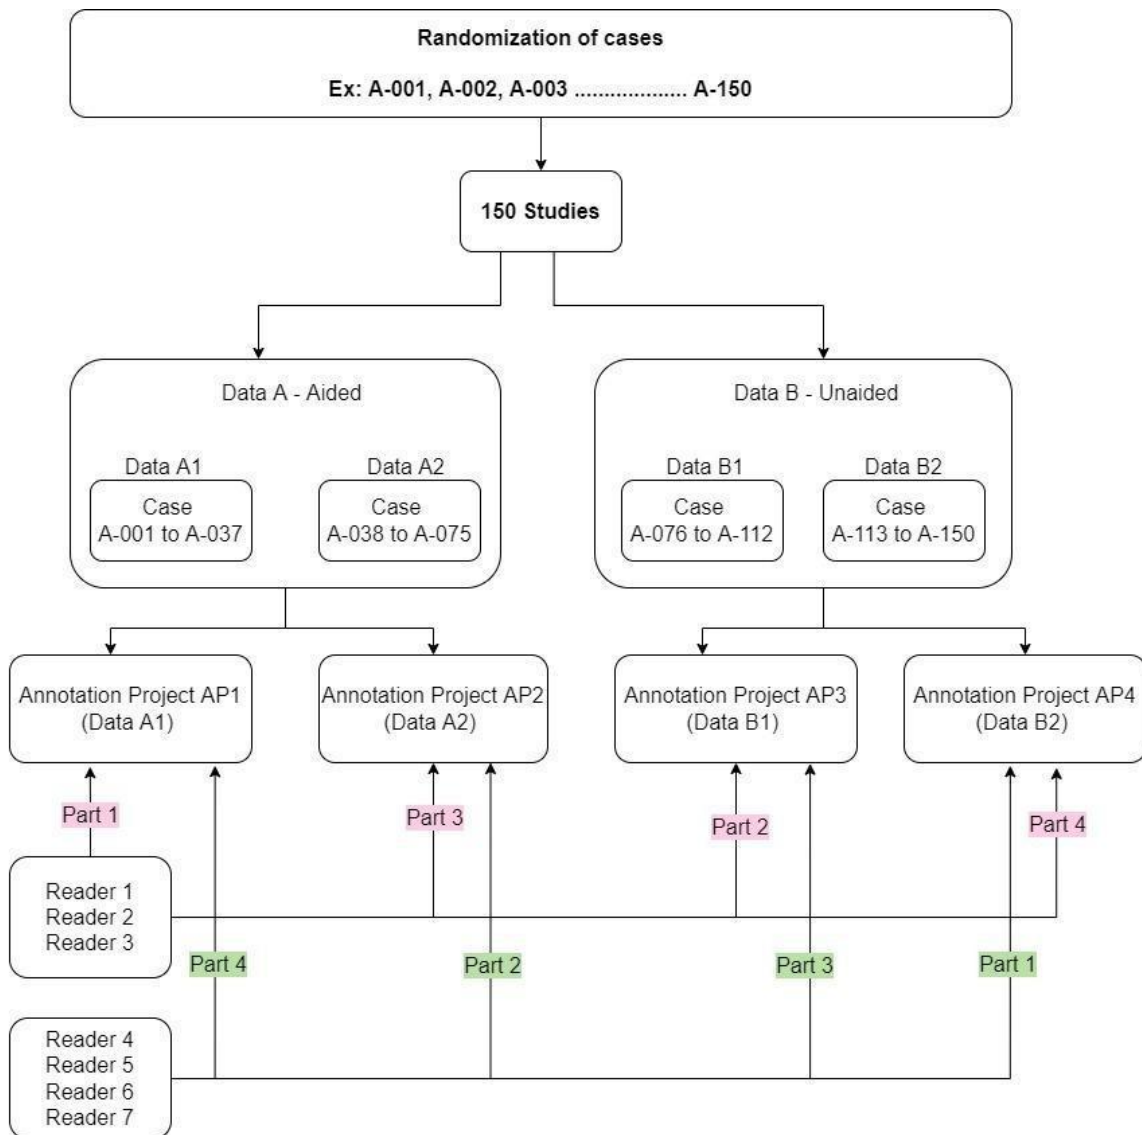 Randomization of cases
Ex: A-001, A-002, A-003 ................... A-150
150 Studies
Data A - Aided
Data A1
Case
A-001 to A-037
Data A2
Case
A-038 to A-075
Data B - Unaided
Data B1
Case
A-076 to A-112
Data B2
Case
A-113 to A-150
Annotation Project AP1
(Data A1)
Annotation Project AP2
(Data A2)
Annotation Project AP3
(Data B1)
Annotation Project AP4
(Data B2)
Part 1
Part 3
Part 2
Part 4
Reader 1
Reader 2
Reader 3
Part 4
Part 2
Part 3
Part 1
Reader 4
Reader 5
Reader 6
Reader 7